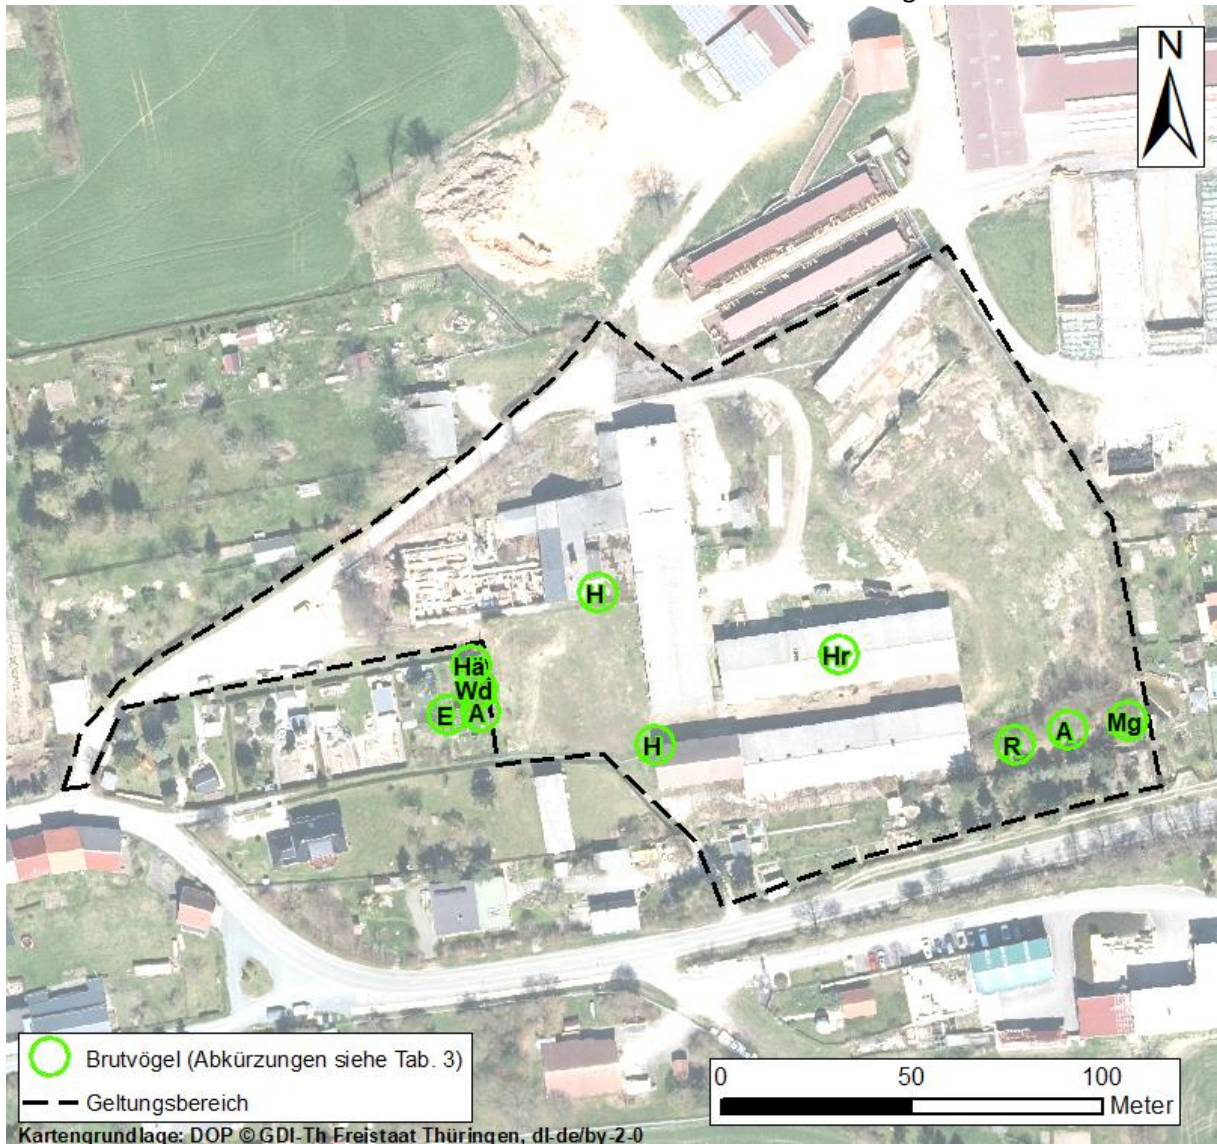 N
H
Hä
Wd
E
A
Hr
H
R
A
Mg
Brutvögel (Abkürzungen siehe Tab. 3)
Geltungsbereich
0 50 100
Meter
Kartengrundlage: DOP © GDI-Th Freistaat Thüringen, dl-de/by-2-0